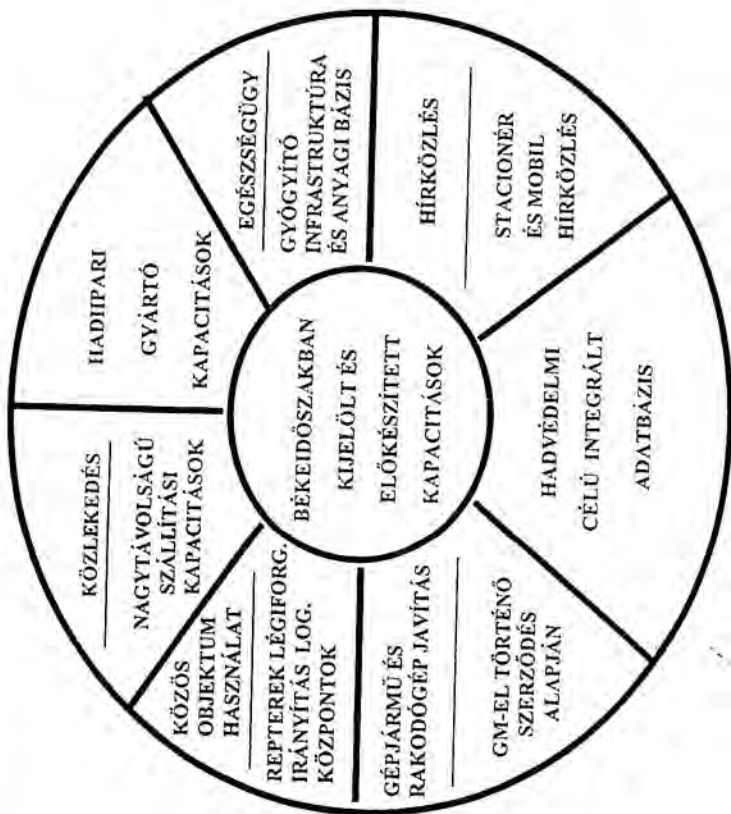 BÉKEIDŐSZAKBAN
KIJELÖLT ÉS
ELŐKÉSZÍTETT
KAPACITÁSOK
KÖZLEKEDÉS
NAGYTÁVOLSÁGÚ
SZÁLLÍTÁSI
KAPACITÁSOK
HADIIPARI
GYÁRTÓ
KAPACITÁSOK
EGÉSZSÉGÜGY
GYÓGYÍTÓ
INFRASTRUKTÚRA
ÉS ANYAGI BÁZIS
HÍRKÖZLÉS
STACIONÉR
ÉS MOBIL
HÍRKÖZLÉS
HADVÉDELMI
CÉLÚ INTEGRÁLT
ADATBÁZIS
GÉPJÁRMŰ ÉS
RAKODÓGÉP JAVÍTÁS
GM-EL TÖRTÉNŐ
SZERZŐDÉS
ALAPJÁN
KÖZÖS
OBJEKTUM
HASZNÁLAT
REPTEREK LÉGIFORG.
IRÁNYÍTÁS LOG.
KÖZPONTOK